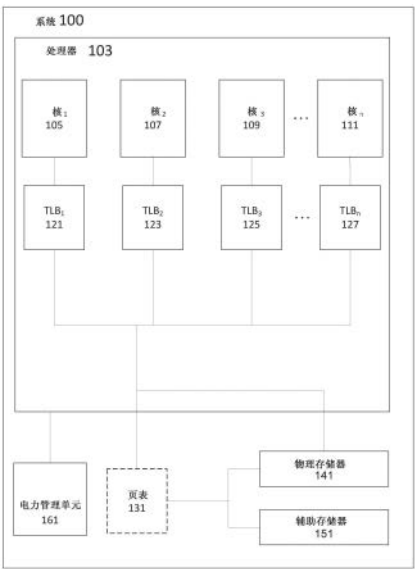 系统 100
处理器 103
核1 核2 核3 ... 核n
105 107 109 111
TLB1 TLB2 TLB3 ... TLBn
121 123 125 127
物理存储器
141
电力管理单元
161
页表
131
辅助存储器
151